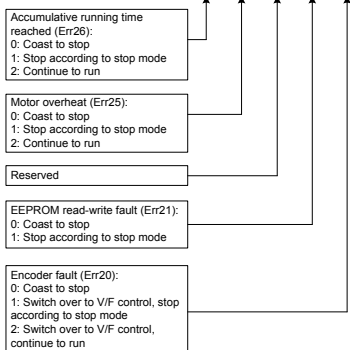 Accumulative running time
reached (Err26):
0: Coast to stop
1: Stop according to stop mode
2: Continue to run
Motor overheat (Err25):
0: Coast to stop
1: Stop according to stop mode
2: Continue to run
Reserved
EEPROM read-write fault (Err21):
0: Coast to stop
1: Stop according to stop mode
Encoder fault (Err20):
0: Coast to stop
1: Switch over to V/F control, stop
according to stop mode
2: Switch over to V/F control,
continue to run